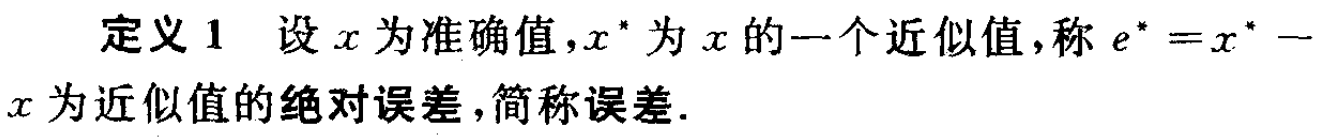 定义 1 设 x 为准确值,x* 为 x 的一个近似值,称 e* = x* −
x 为近似值的绝对误差,简称误差.